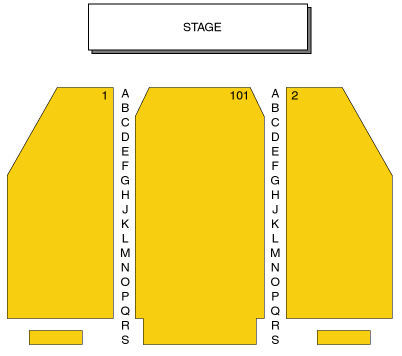 STAGE
1 A 101 A 2
B B
C C
D D
E E
F F
G G
H H
J J
K K
L L
M M
N N
O O
P P
Q Q
R R
S S